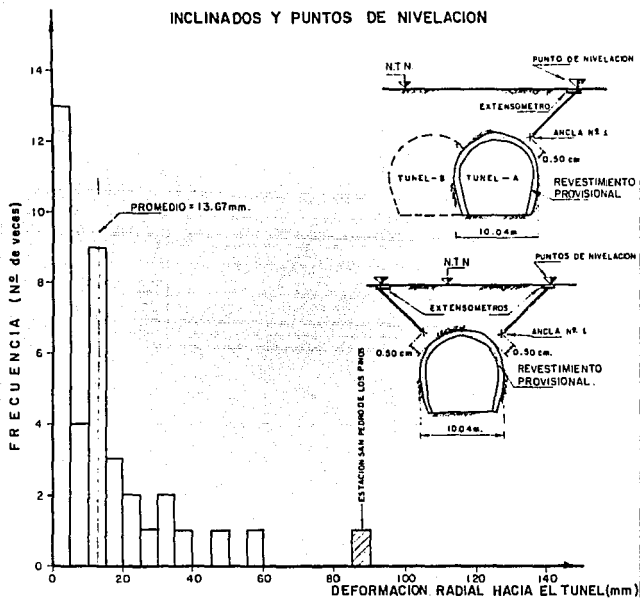 INCLINADOS Y PUNTOS DE NIVELACION
FRECUENCIA (Nº de veces)
14
12
10
8
6
4
2
0
PROMEDIO = 13.67mm.
N.T.N.
PUNTO DE NIVELACION
EXTENSOMETRO
ANCLA Nº 1
0.50 cm
TUNEL-B
TUNEL-A
REVESTIMIENTO
PROVISIONAL
10.04m.
N.T.N
PUNTOS DE NIVELACION
EXTENSOMETROS
ANCLA Nº 1
0.50 cm
0.50 cm
REVESTIMIENTO
PROVISIONAL.
10.04m.
ESTACION SAN PEDRO DE LOS PINOS
0
20
40
60
80
100
120
140
DEFORMACION RADIAL HACIA EL TUNEL(mm)